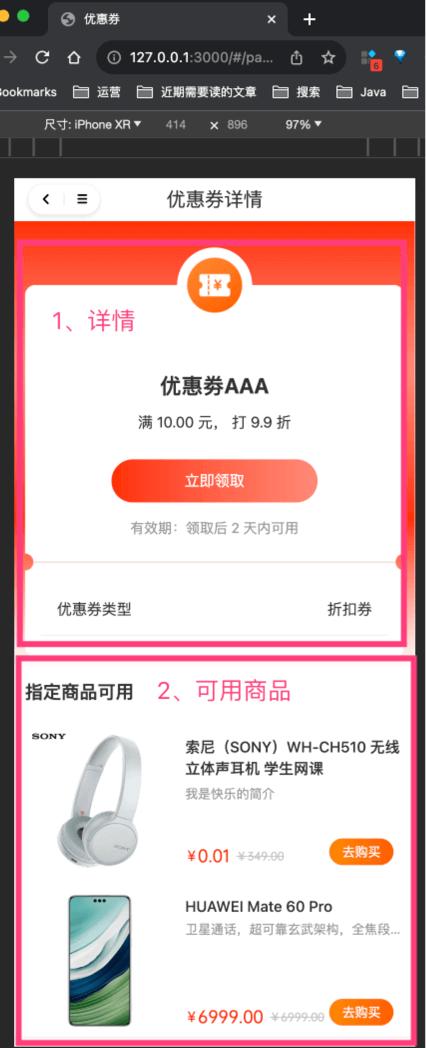 优惠券
127.0.0.1:3000/#/pa...
Bookmarks 运营 近期需要读的文章 搜索 Java
尺寸: iPhone XR 414 × 896 97%
6
优惠券详情
1、详情
优惠劵AAA
满 10.00 元， 打 9.9 折
立即领取
有效期：领取后 2 天内可用
优惠券类型 折扣券
指定商品可用 2、可用商品
SONY
索尼（SONY）WH-CH510 无线
立体声耳机 学生网课
我是快乐的简介
¥0.01 ¥349.00 去购买
HUAWEI Mate 60 Pro
卫星通话，超可靠玄武架构，全焦段...
¥6999.00 ¥6999.00 去购买